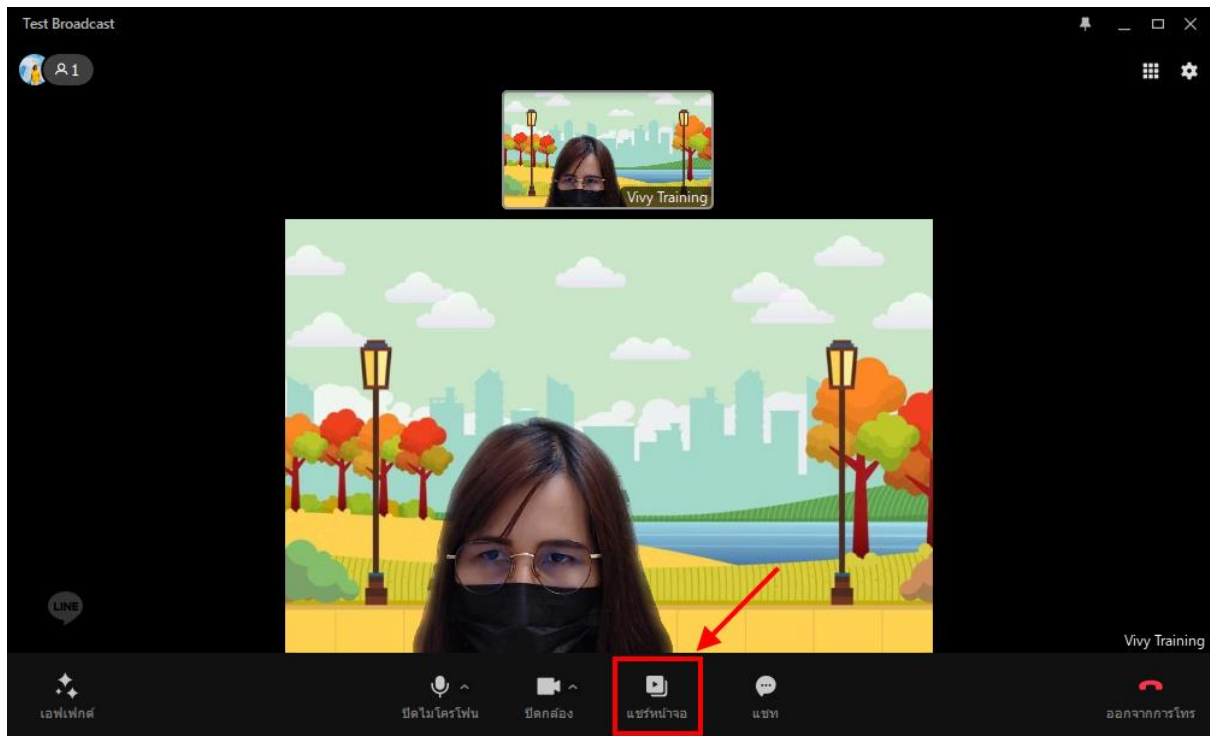 Test Broadcast
1
Vivy Training
LINE
Vivy Training
เอฟเฟกต์
ปิดไมโครโฟน
ปิดกล้อง
แชร์หน้าจอ
แชท
ออกจากการโทร